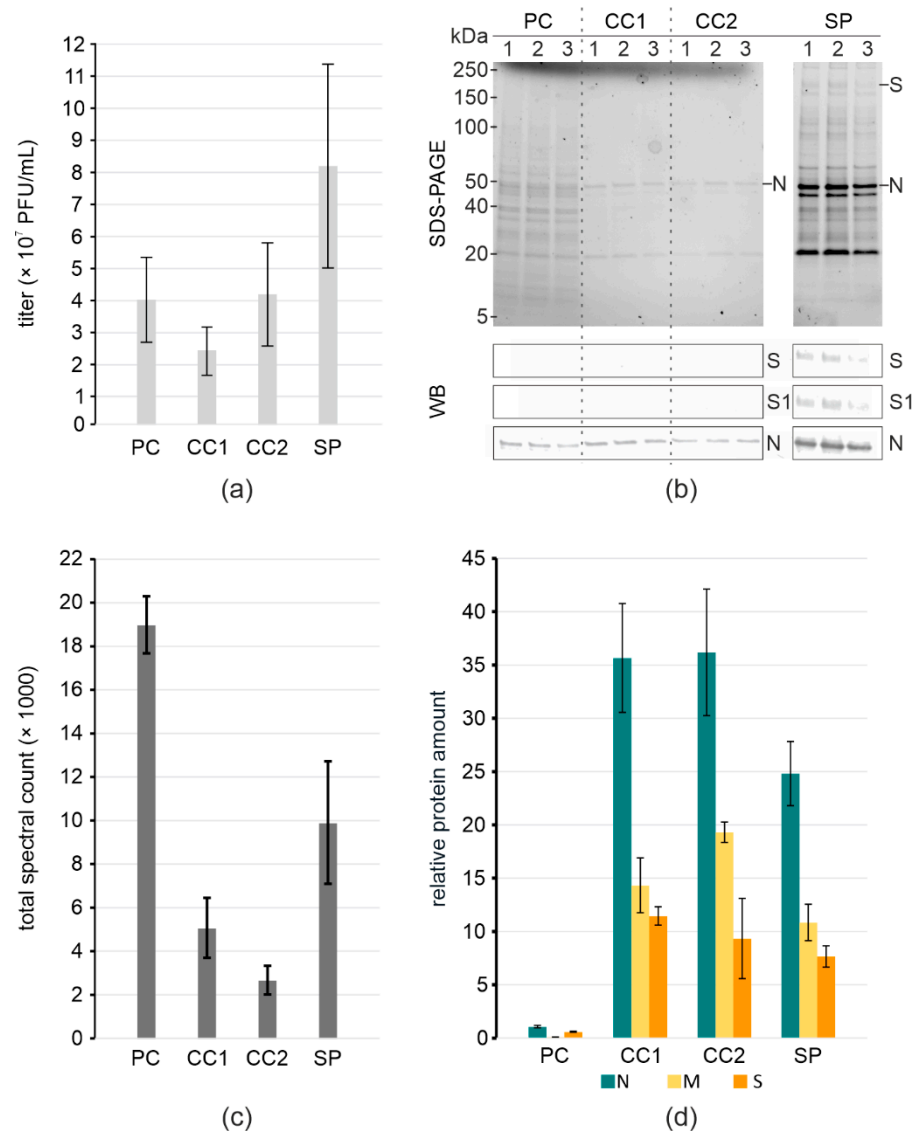 12
11
10
9
8
7
6
5
4
3
2
1
0
titer (× 10⁷ PFU/mL)
PC CC1 CC2 SP
(a)
PC CC1 CC2 SP
kDa 1 2 3 1 2 3 1 2 3 1 2 3
250
150
100
50
40
20
5
SDS-PAGE
S
N
N
WB
S S
S1 S1
N N
(b)
22
20
18
16
14
12
10
8
6
4
2
0
total spectral count (× 1000)
PC CC1 CC2 SP
(c)
45
40
35
30
25
20
15
10
5
0
relative protein amount
PC CC1 CC2 SP
N M S
(d)